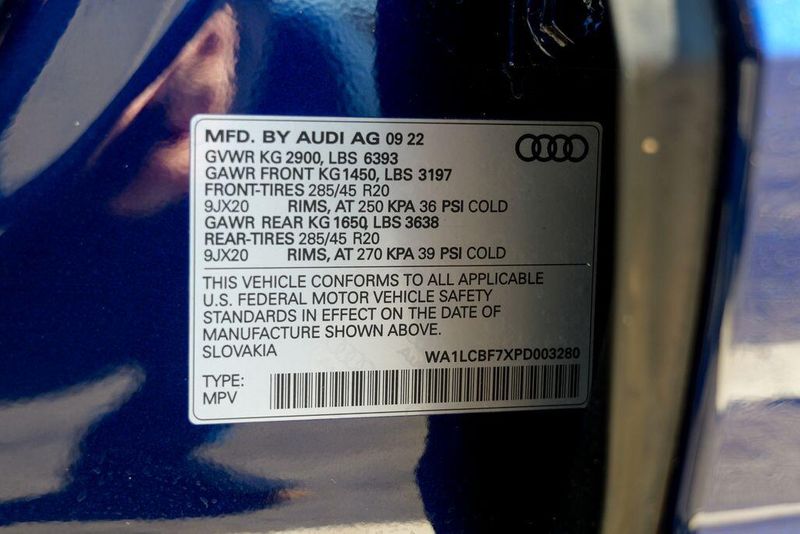 MFD. BY AUDI AG 09 22
GVWR KG 2900, LBS 6393
GAWR FRONT KG 1450, LBS 3197
FRONT-TIRES 285/45 R20
9JX20 RIMS, AT 250 KPA 36 PSI COLD
GAWR REAR KG 1650, LBS 3638
REAR-TIRES 285/45 R20
9JX20 RIMS, AT 270 KPA 39 PSI COLD
THIS VEHICLE CONFORMS TO ALL APPLICABLE
U.S. FEDERAL MOTOR VEHICLE SAFETY
STANDARDS IN EFFECT ON THE DATE OF
MANUFACTURE SHOWN ABOVE.
SLOVAKIA
WA1LCBF7XPD003280
TYPE:
MPV